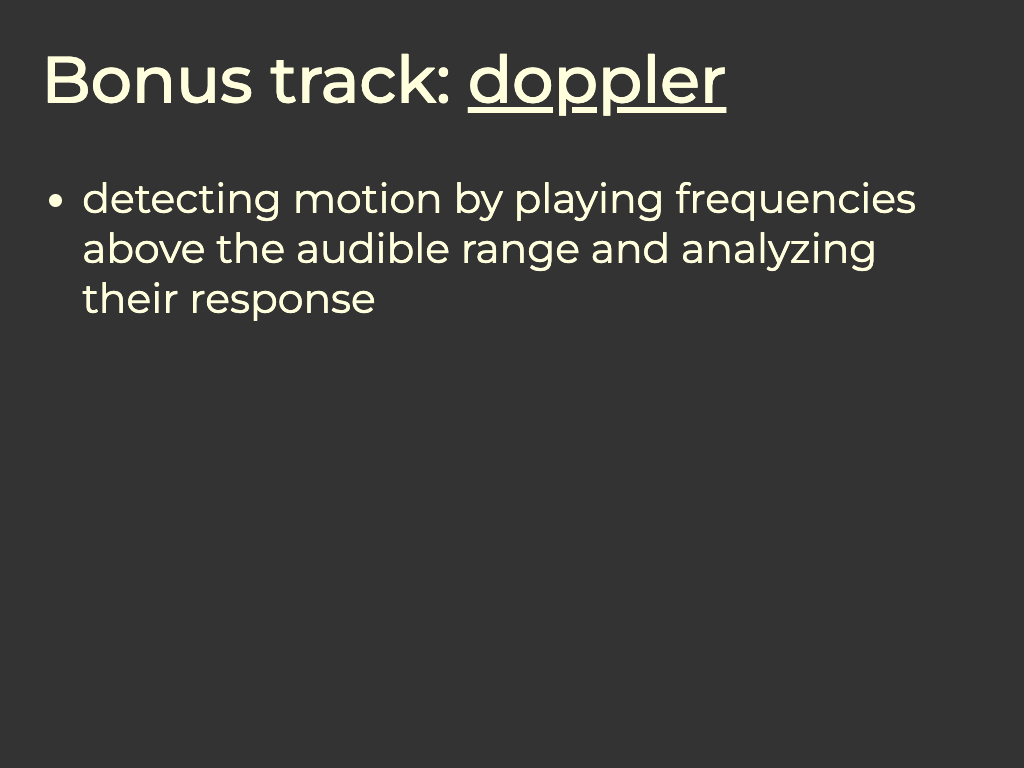 Bonus track: doppler
• detecting motion by playing frequencies
above the audible range and analyzing
their response